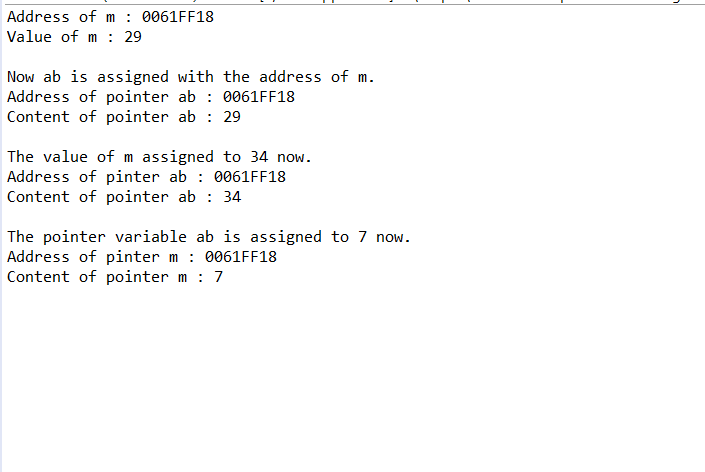 Address of m : 0061FF18
Value of m : 29
Now ab is assigned with the address of m.
Address of pointer ab : 0061FF18
Content of pointer ab : 29
The value of m assigned to 34 now.
Address of pinter ab : 0061FF18
Content of pointer ab : 34
The pointer variable ab is assigned to 7 now.
Address of pinter m : 0061FF18
Content of pointer m : 7